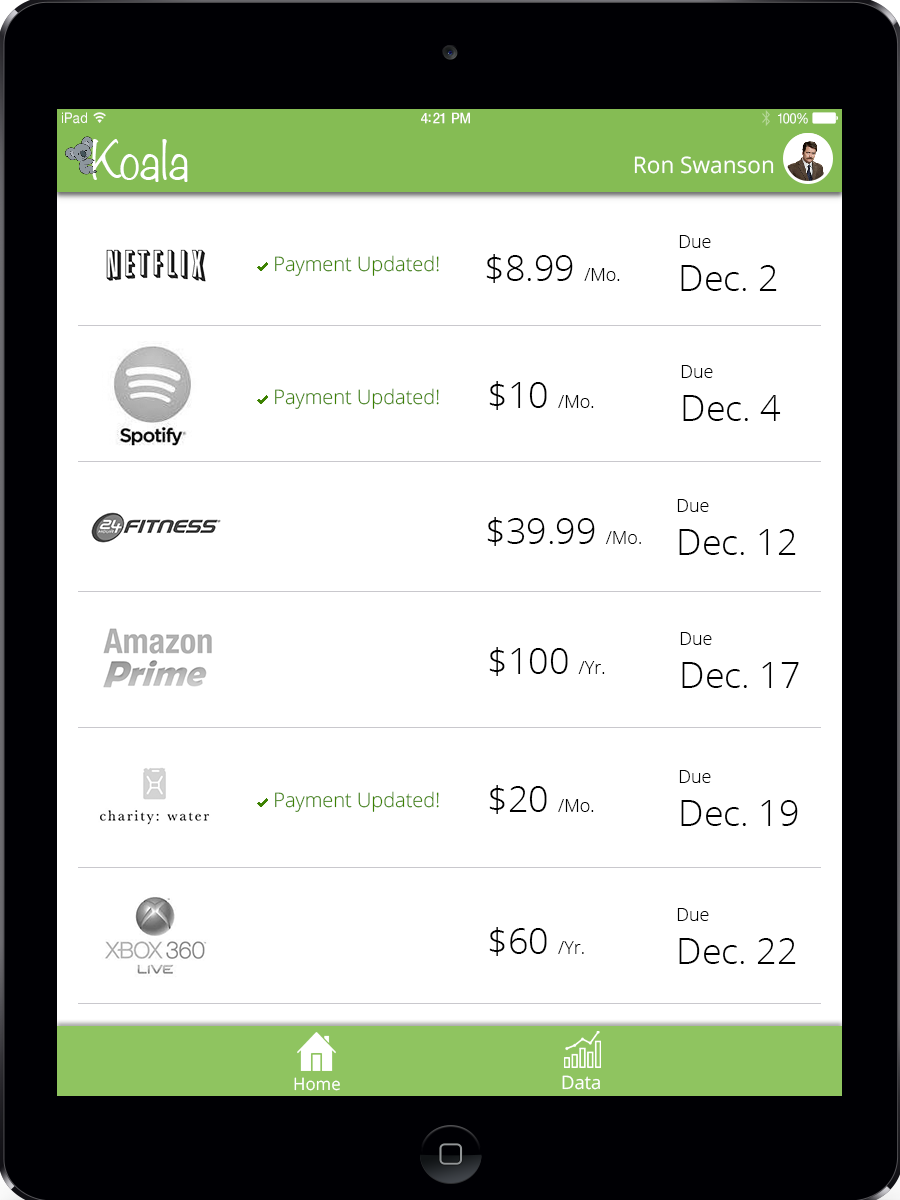 iPad 4:21 PM 100%
Koala Ron Swanson
NETFLIX
Payment Updated!
$8.99 /Mo.
Due
Dec. 2
Spotify
Payment Updated!
$10 /Mo.
Due
Dec. 4
24 HOUR FITNESS
$39.99 /Mo.
Due
Dec. 12
Amazon
Prime
$100 /Yr.
Due
Dec. 17
charity: water
Payment Updated!
$20 /Mo.
Due
Dec. 19
XBOX 360
LIVE
$60 /Yr.
Due
Dec. 22
Home
Data